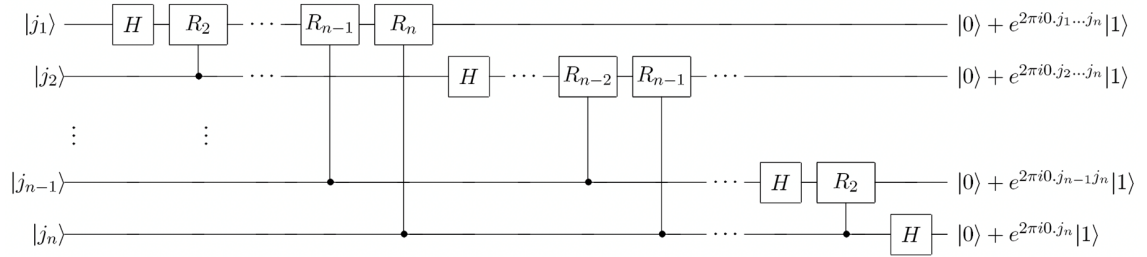 |j₁⟩ H R₂ ··· Rₙ₋₁ Rₙ |0⟩ + e^{2πi0.j₁...jₙ}|1⟩
|j₂⟩ ··· H ··· Rₙ₋₂ Rₙ₋₁ ··· |0⟩ + e^{2πi0.j₂...jₙ}|1⟩
⋮ ⋮
|jₙ₋₁⟩ ··· H R₂ |0⟩ + e^{2πi0.jₙ₋₁jₙ}|1⟩
|jₙ⟩ ··· H |0⟩ + e^{2πi0.jₙ}|1⟩